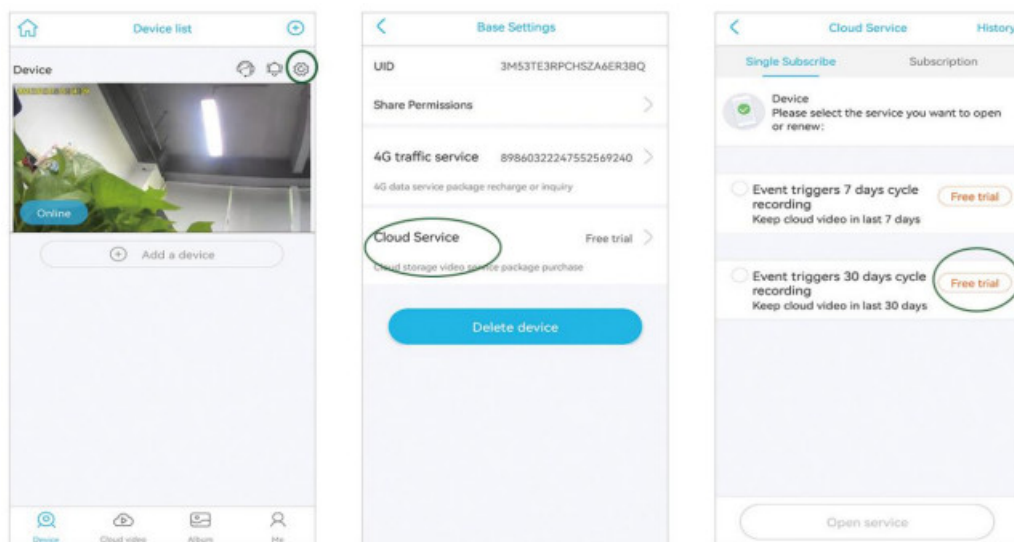 Device list
Device
Online
Add a device
Device
Cloud video
Album
Me
Base Settings
UID 3M53TE3RPCHSZA6ER3BQ
Share Permissions
4G traffic service 89860322247552569240
4G data service package recharge or inquiry
Cloud Service Free trial
Cloud storage video service package purchase
Delete device
Cloud Service History
Single Subscribe Subscription
Device
Please select the service you want to open
or renew:
Event triggers 7 days cycle
recording
Free trial
Keep cloud video in last 7 days
Event triggers 30 days cycle
recording
Free trial
Keep cloud video in last 30 days
Open service